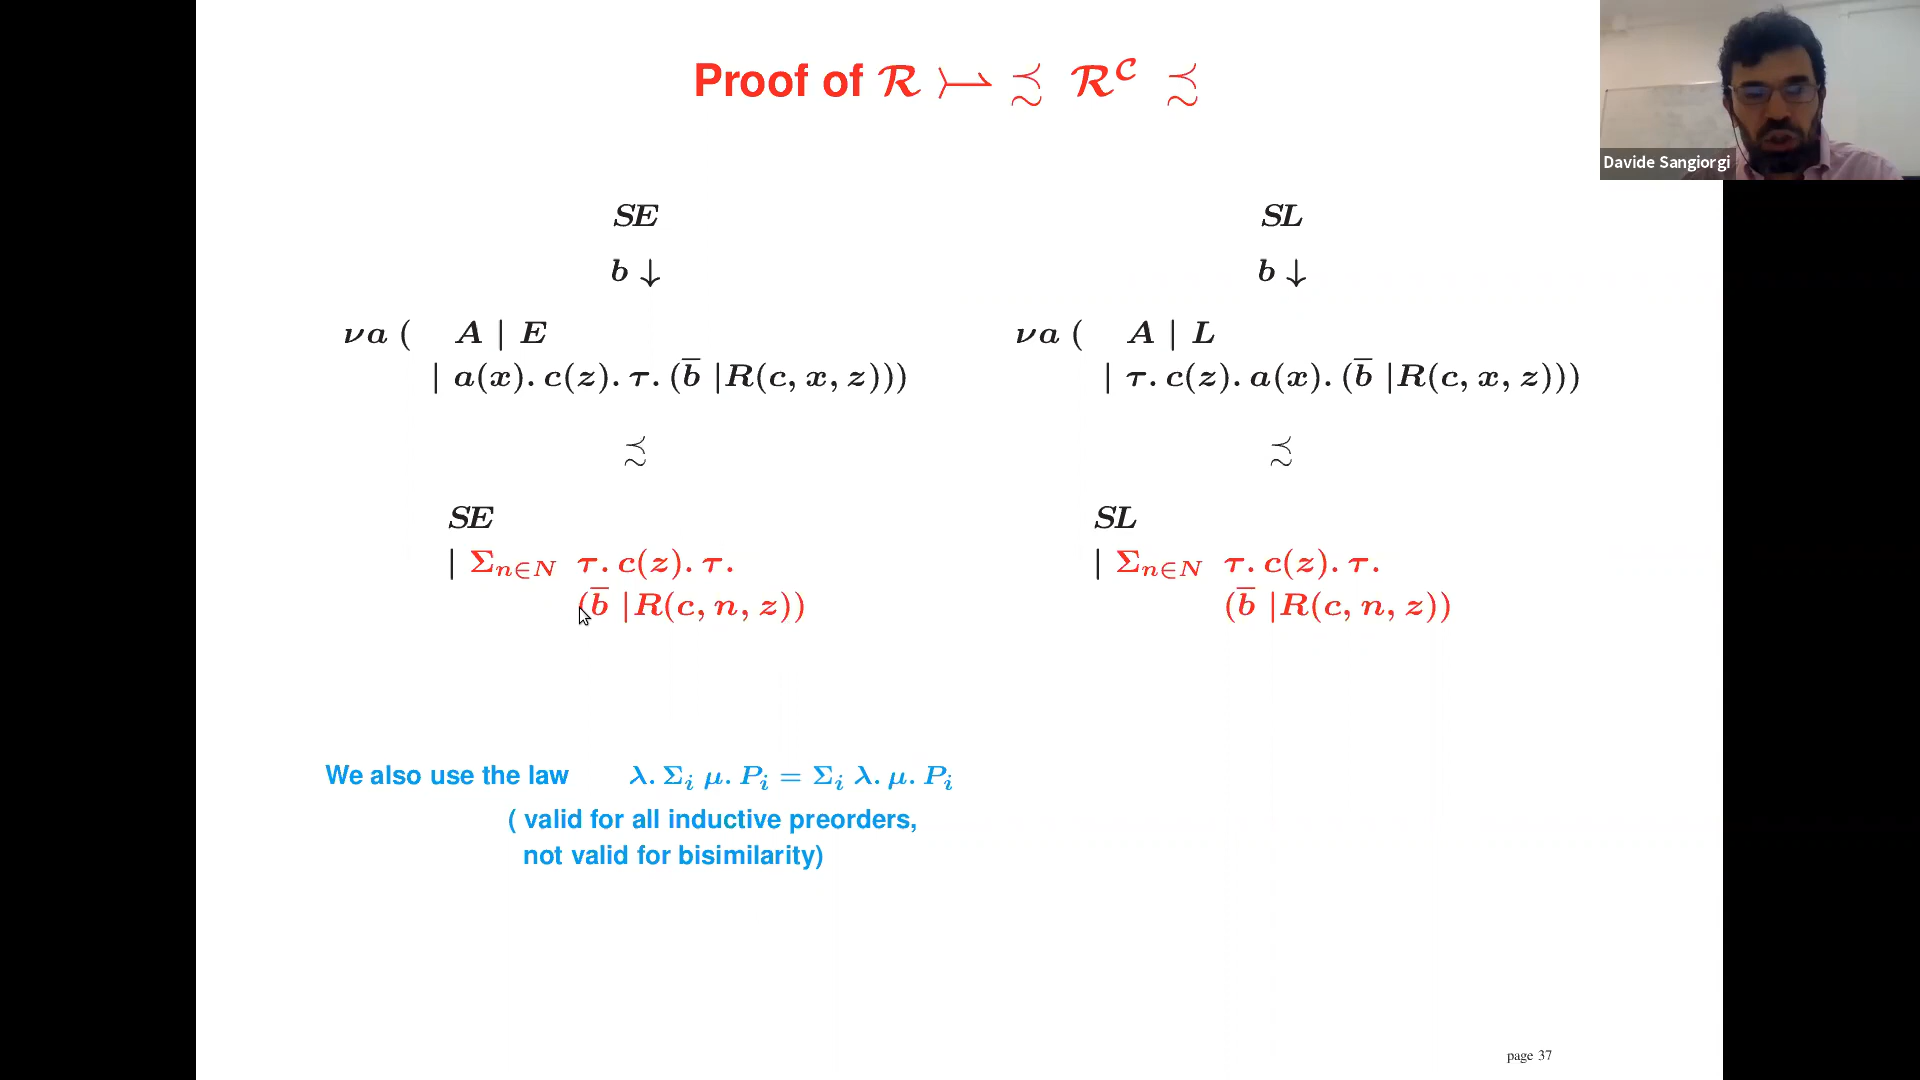 Proof of ℛ ↣ ≾ ℛ^𝒞 ≾
Davide Sangiorgi
SE
b ↓
νa ( A | E
| a(x). c(z). τ. (b̅ |R(c, x, z)))
≾
SE
| Σ_{n∈N} τ. c(z). τ.
(b̅ |R(c, n, z))
SL
b ↓
νa ( A | L
| τ. c(z). a(x). (b̅ |R(c, x, z)))
≾
SL
| Σ_{n∈N} τ. c(z). τ.
(b̅ |R(c, n, z))
We also use the law λ. Σ_i μ. P_i = Σ_i λ. μ. P_i
( valid for all inductive preorders,
not valid for bisimilarity)
page 37